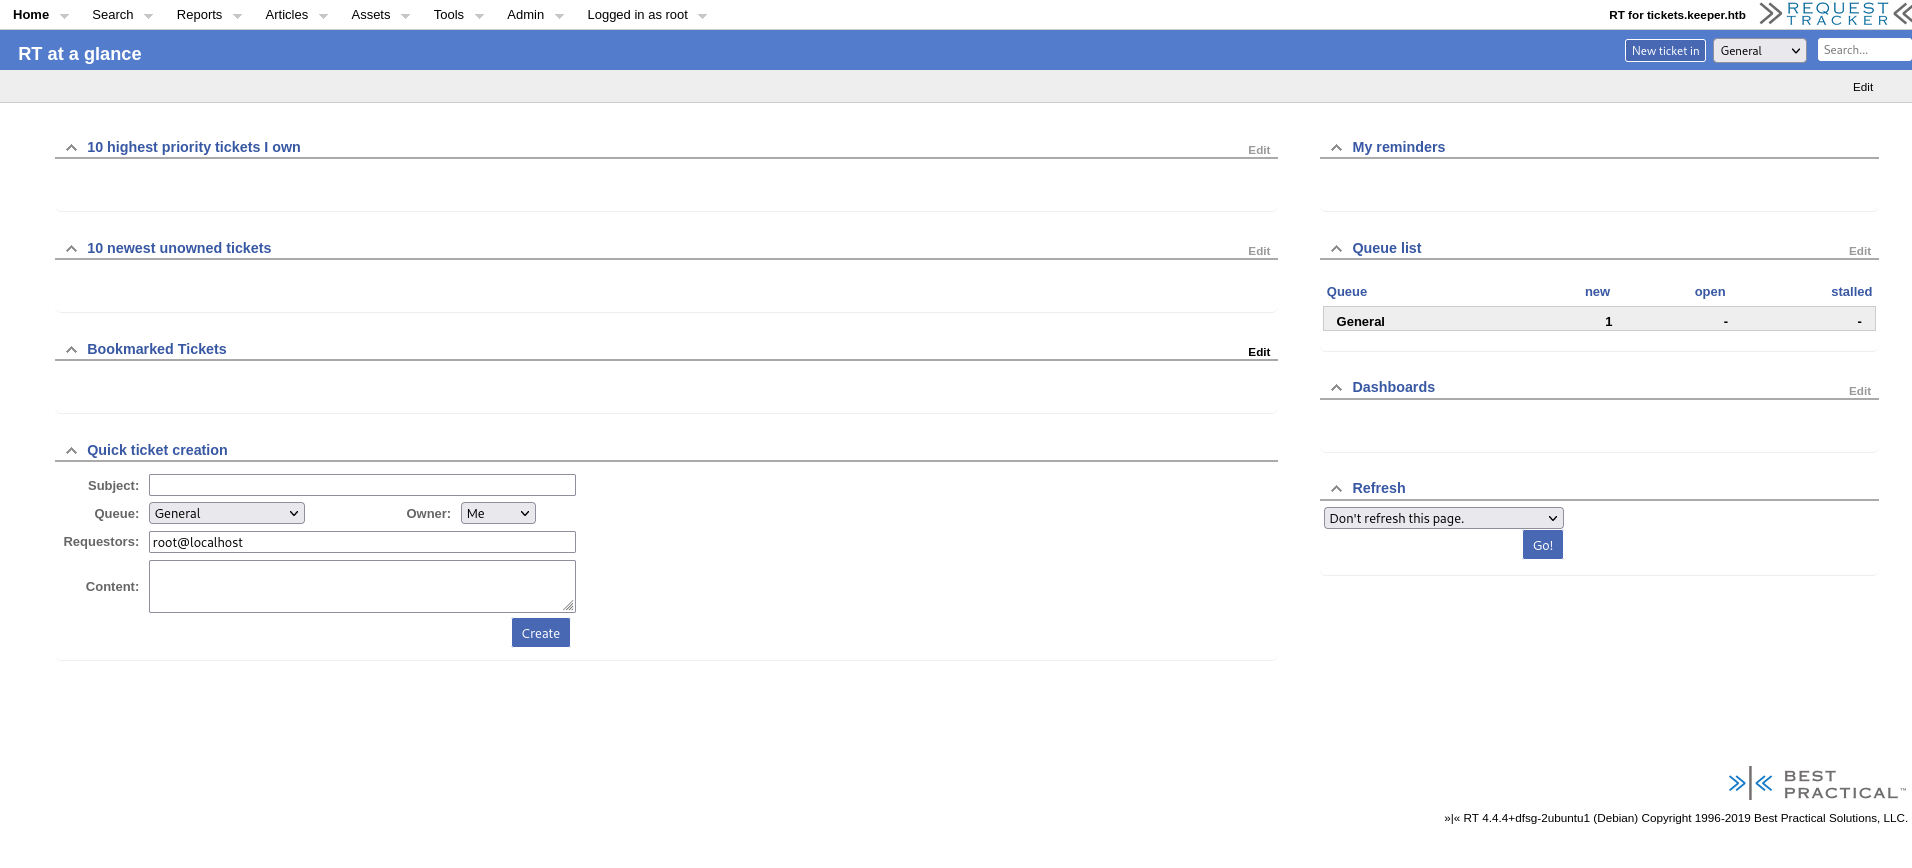 Home Search Reports Articles Assets Tools Admin Logged in as root RT for tickets.keeper.htb REQUEST TRACKER
RT at a glance New ticket in General Search...
Edit
10 highest priority tickets I own Edit
10 newest unowned tickets Edit
Bookmarked Tickets Edit
Quick ticket creation
Subject:
Queue: General Owner: Me
Requestors: root@localhost
Content:
Create
My reminders
Queue list Edit
Queue new open stalled
General 1 - -
Dashboards Edit
Refresh
Don't refresh this page.
Go!
BEST
PRACTICAL™
»|« RT 4.4.4+dfsg-2ubuntu1 (Debian) Copyright 1996-2019 Best Practical Solutions, LLC.